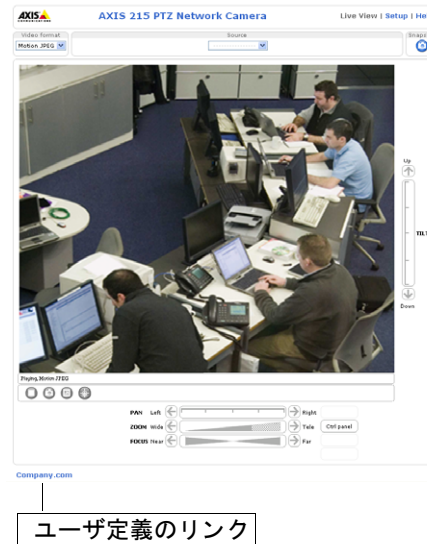 AXIS
COMMUNICATIONS
AXIS 215 PTZ Network Camera
Live View | Setup | He
Video format
Motion JPEG
Source
Snaps
Up
TILT
Down
Playing, Motion JPEG
PAN Left Right
ZOOM Wide Tele Ctrl panel
FOCUS Near Far
Company.com
ユーザ定義のリンク